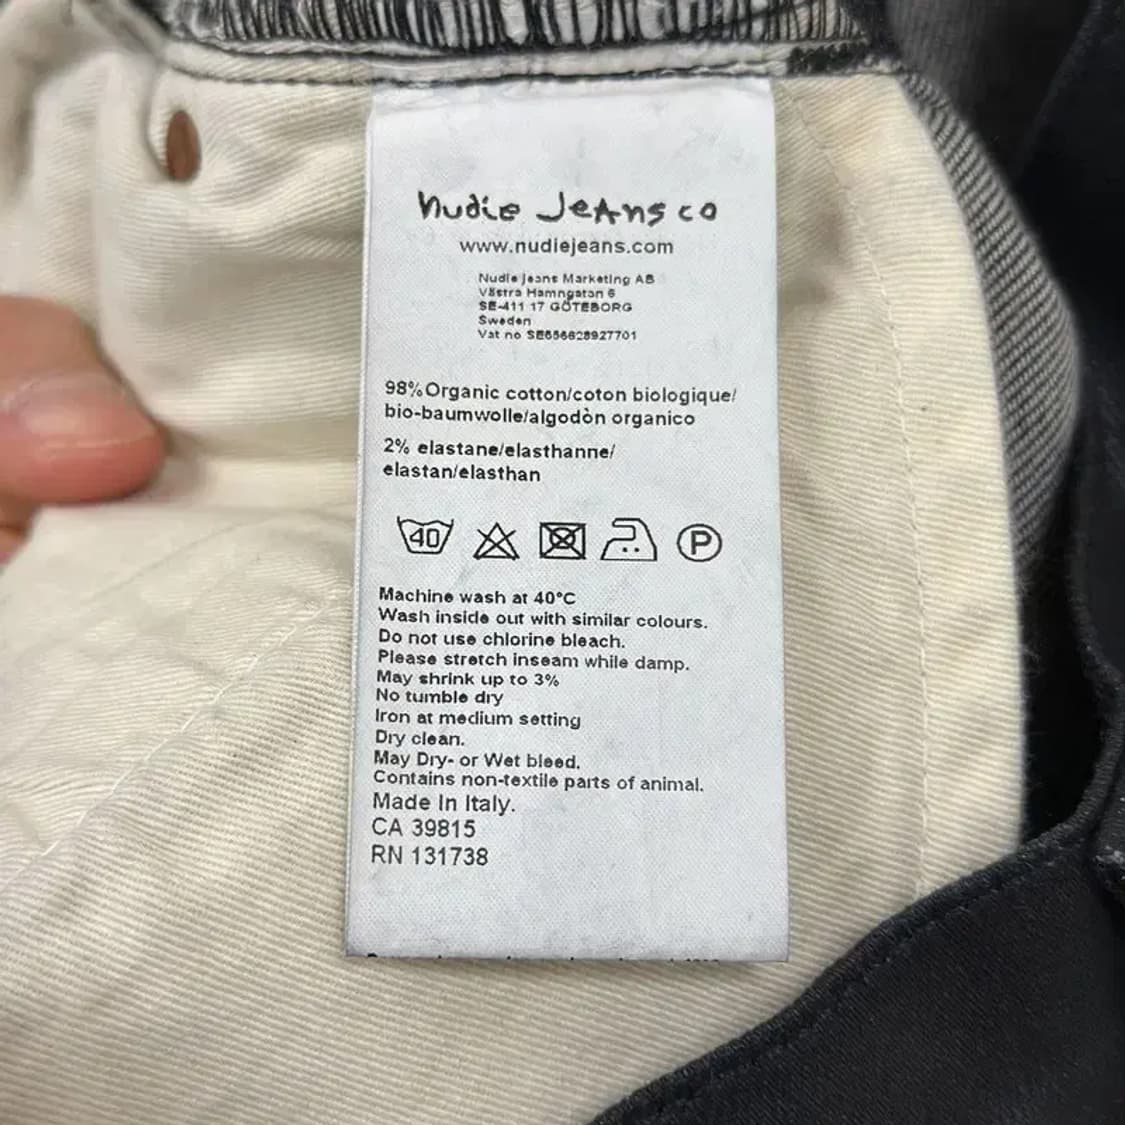 nudie Jeans co
www.nudiejeans.com
Nudie Jeans Marketing AB
Västra Hamngatan 6
SE-411 17 GÖTEBORG
Sweden
Vat no SE556628927701
98% Organic cotton/coton biologique/
bio-baumwolle/algodòn organico
2% elastane/elasthanne/
elastan/elasthan
40
P
Machine wash at 40°C
Wash inside out with similar colours.
Do not use chlorine bleach.
Please stretch inseam while damp.
May shrink up to 3%
No tumble dry
Iron at medium setting
Dry clean.
May Dry- or Wet bleed.
Contains non-textile parts of animal.
Made In Italy.
CA 39815
RN 131738